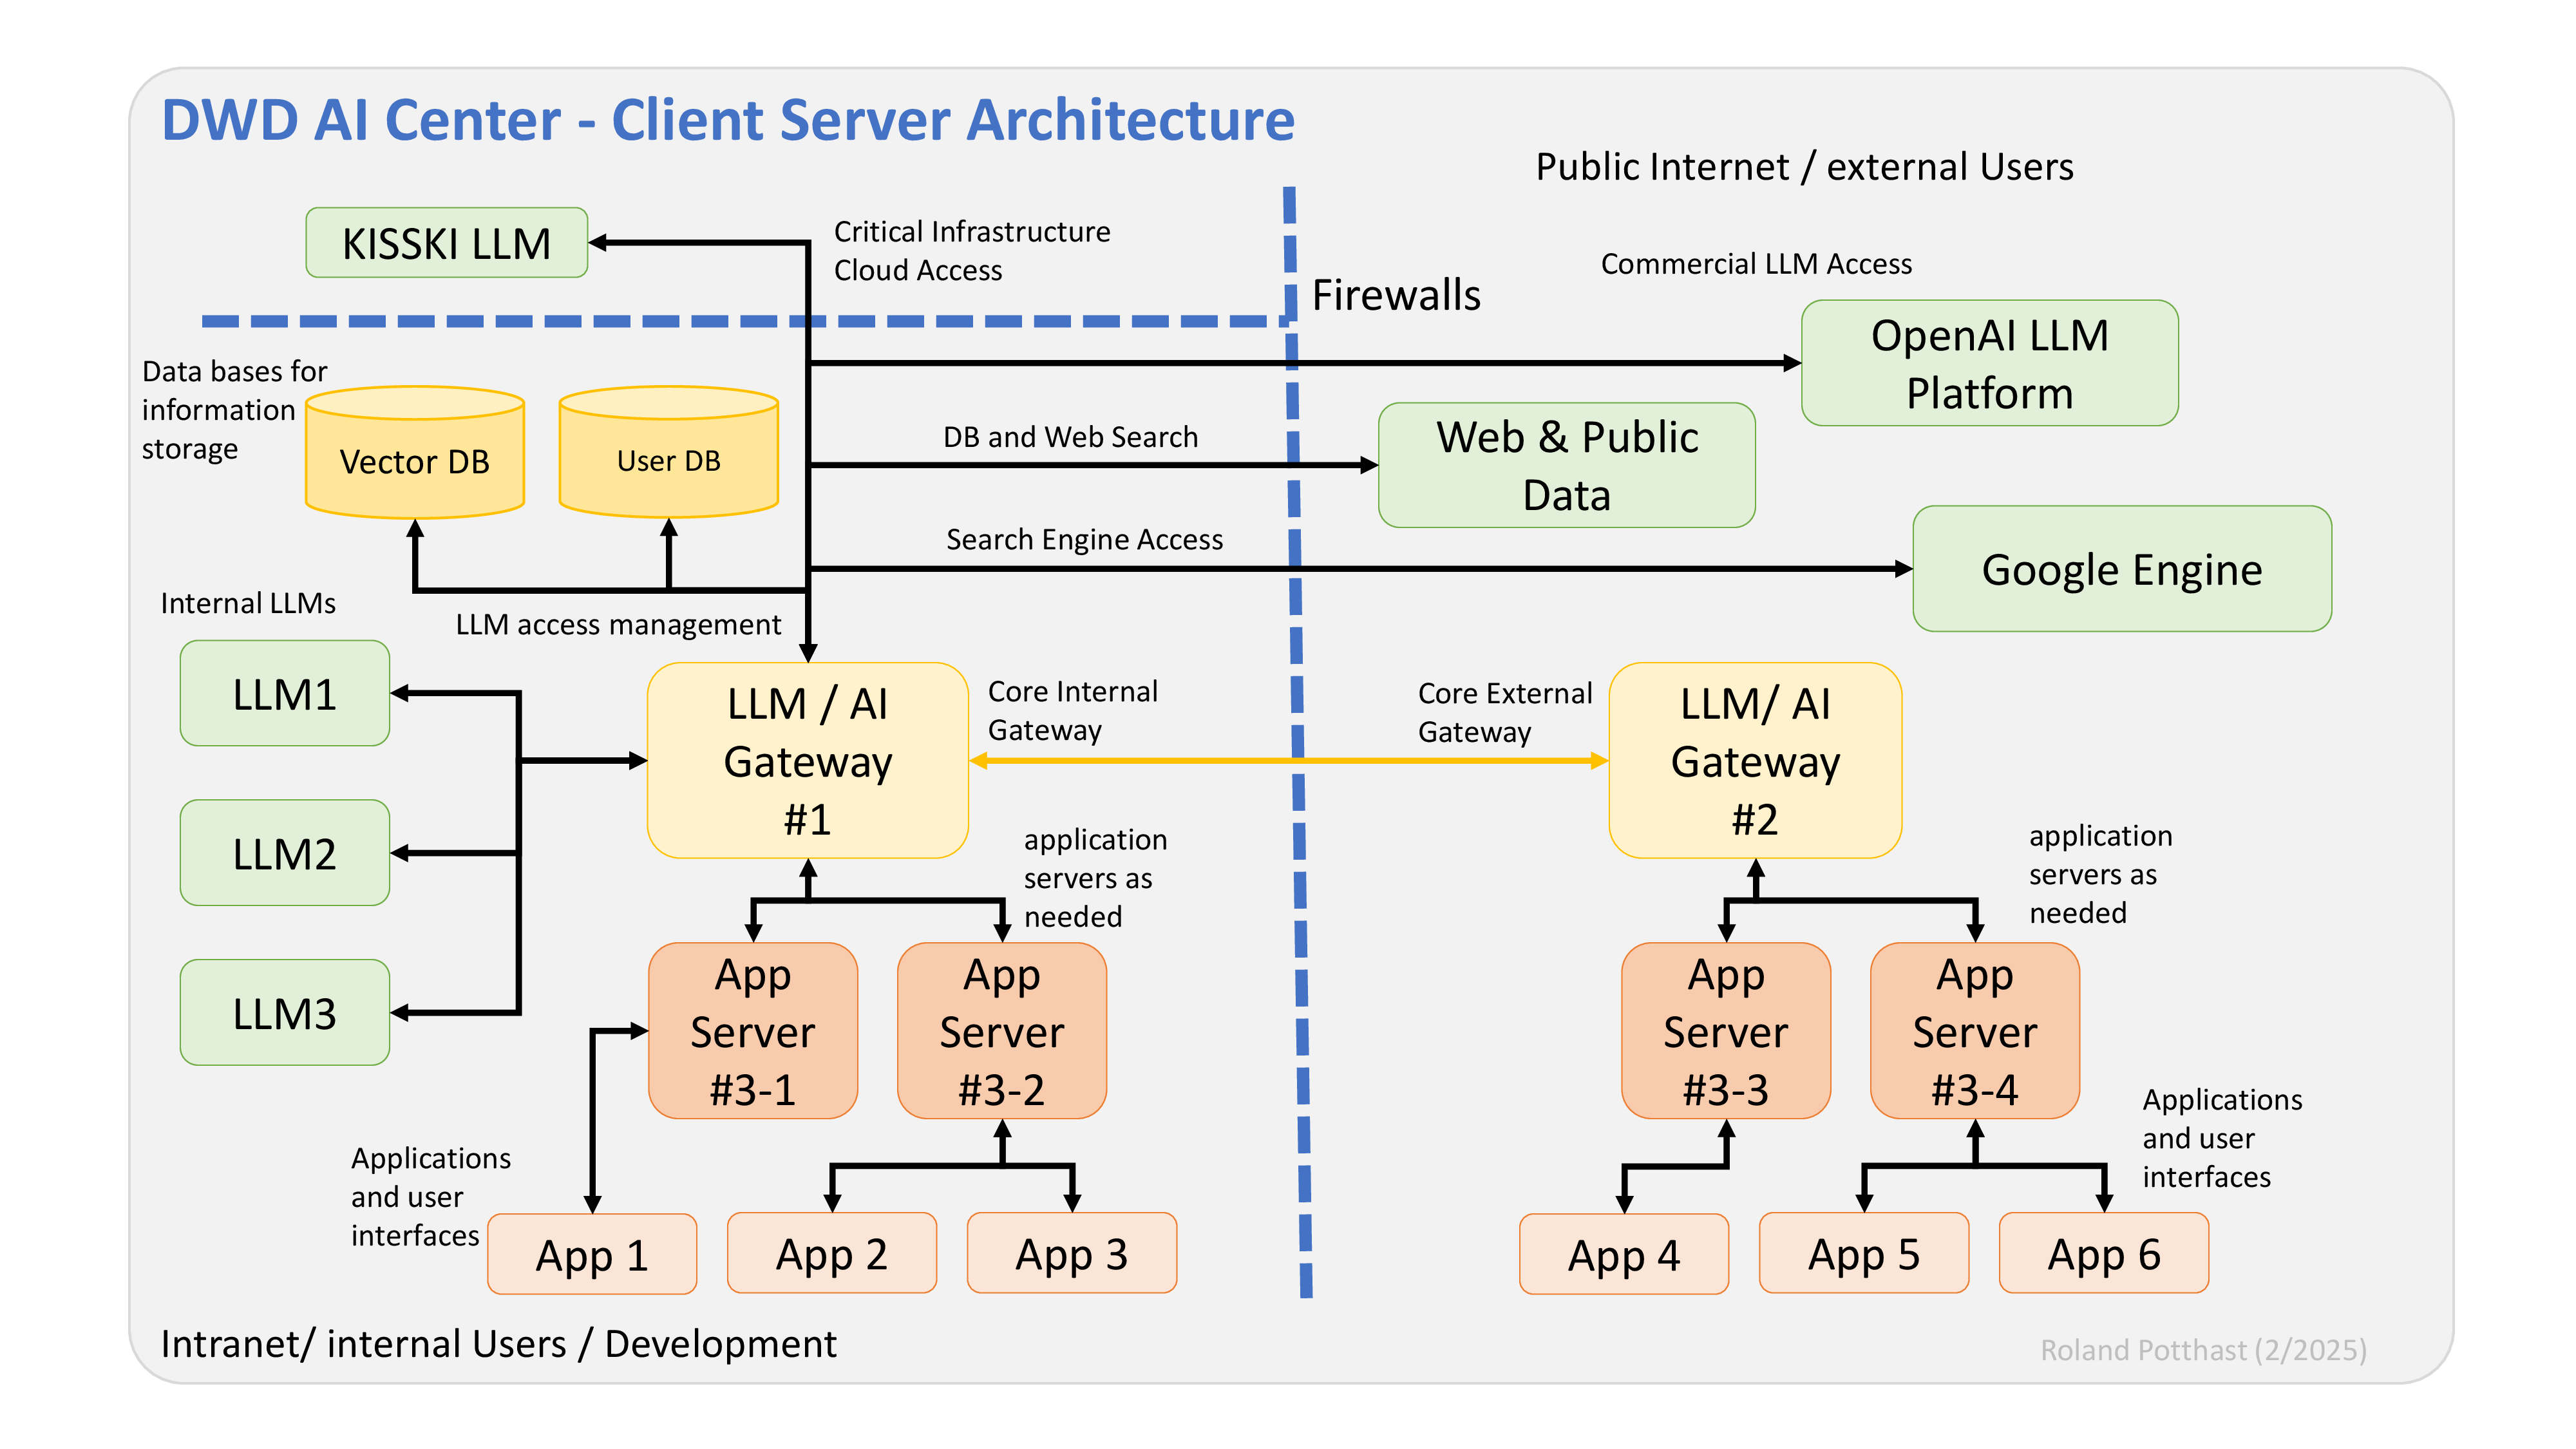 DWD AI Center - Client Server Architecture
Public Internet / external Users
KISSKI LLM
Critical Infrastructure
Cloud Access
Commercial LLM Access
Firewalls
OpenAI LLM
Platform
Data bases for
information
storage
Vector DB
User DB
DB and Web Search
Web & Public
Data
Search Engine Access
Google Engine
Internal LLMs
LLM access management
LLM1
LLM2
LLM3
LLM / AI
Gateway
#1
Core Internal
Gateway
Core External
Gateway
LLM/ AI
Gateway
#2
application
servers as
needed
application
servers as
needed
App
Server
#3-1
App
Server
#3-2
App
Server
#3-3
App
Server
#3-4
Applications
and user
interfaces
Applications
and user
interfaces
App 1
App 2
App 3
App 4
App 5
App 6
Intranet/ internal Users / Development
Roland Potthast (2/2025)